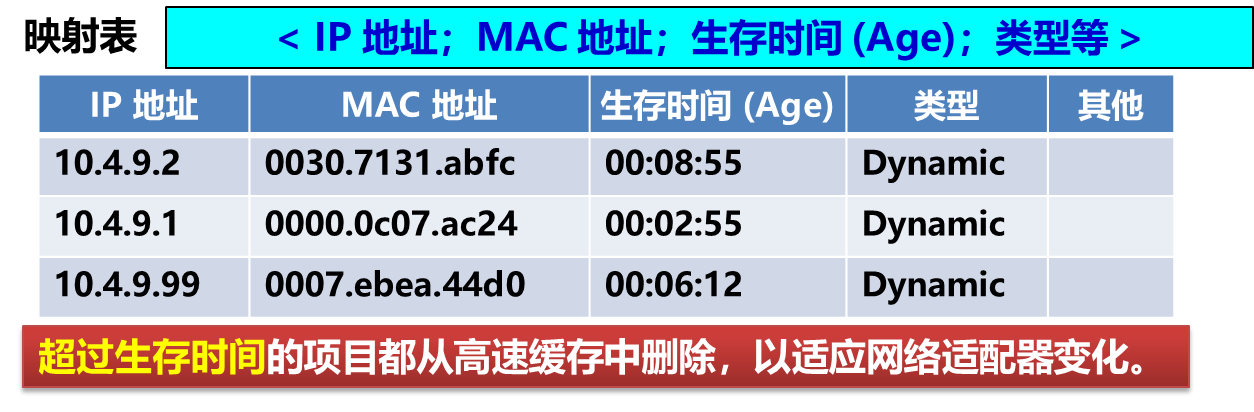 映射表 < IP 地址；MAC 地址；生存时间 (Age)；类型等 >
IP 地址 MAC 地址 生存时间 (Age) 类型 其他
10.4.9.2 0030.7131.abfc 00:08:55 Dynamic
10.4.9.1 0000.0c07.ac24 00:02:55 Dynamic
10.4.9.99 0007.ebea.44d0 00:06:12 Dynamic
超过生存时间的项目都从高速缓存中删除，以适应网络适配器变化。